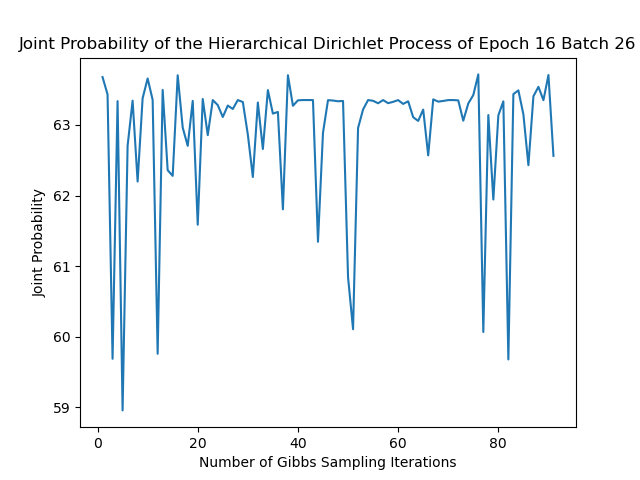 Joint Probability of the Hierarchical Dirichlet Process of Epoch 16 Batch 26
Joint Probability
63
62
61
60
59
0 20 40 60 80
Number of Gibbs Sampling Iterations